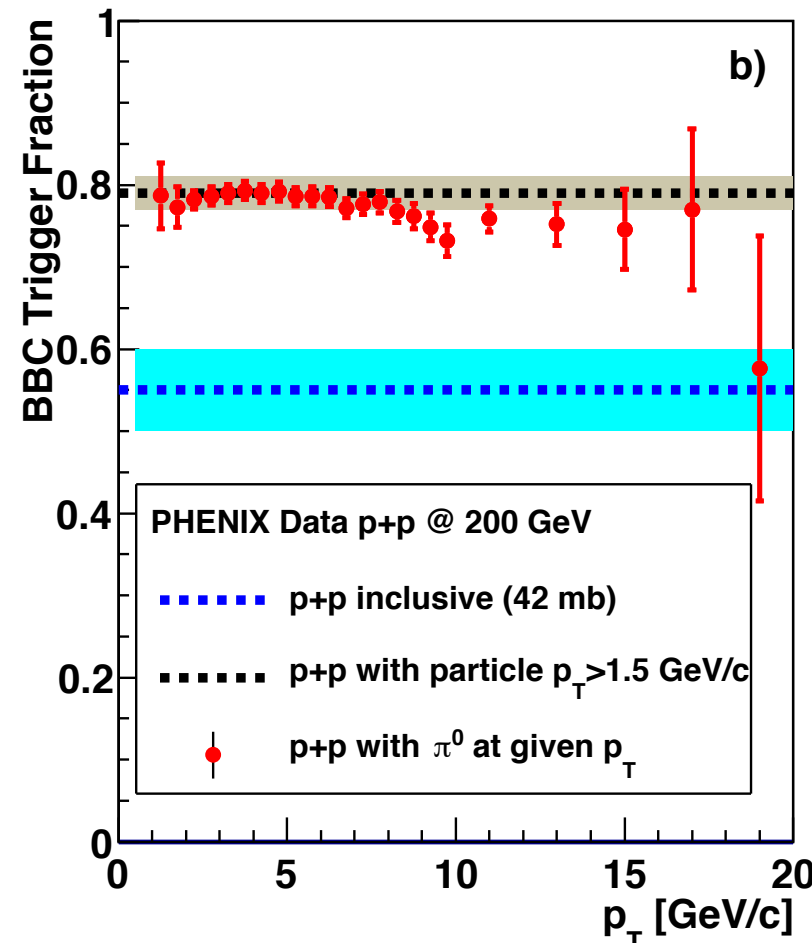 b)
BBC Trigger Fraction
1
0.8
0.6
0.4
0.2
0
PHENIX Data p+p @ 200 GeV
p+p inclusive (42 mb)
p+p with particle p_T>1.5 GeV/c
p+p with π⁰ at given p_T
0 5 10 15 20
p_T [GeV/c]